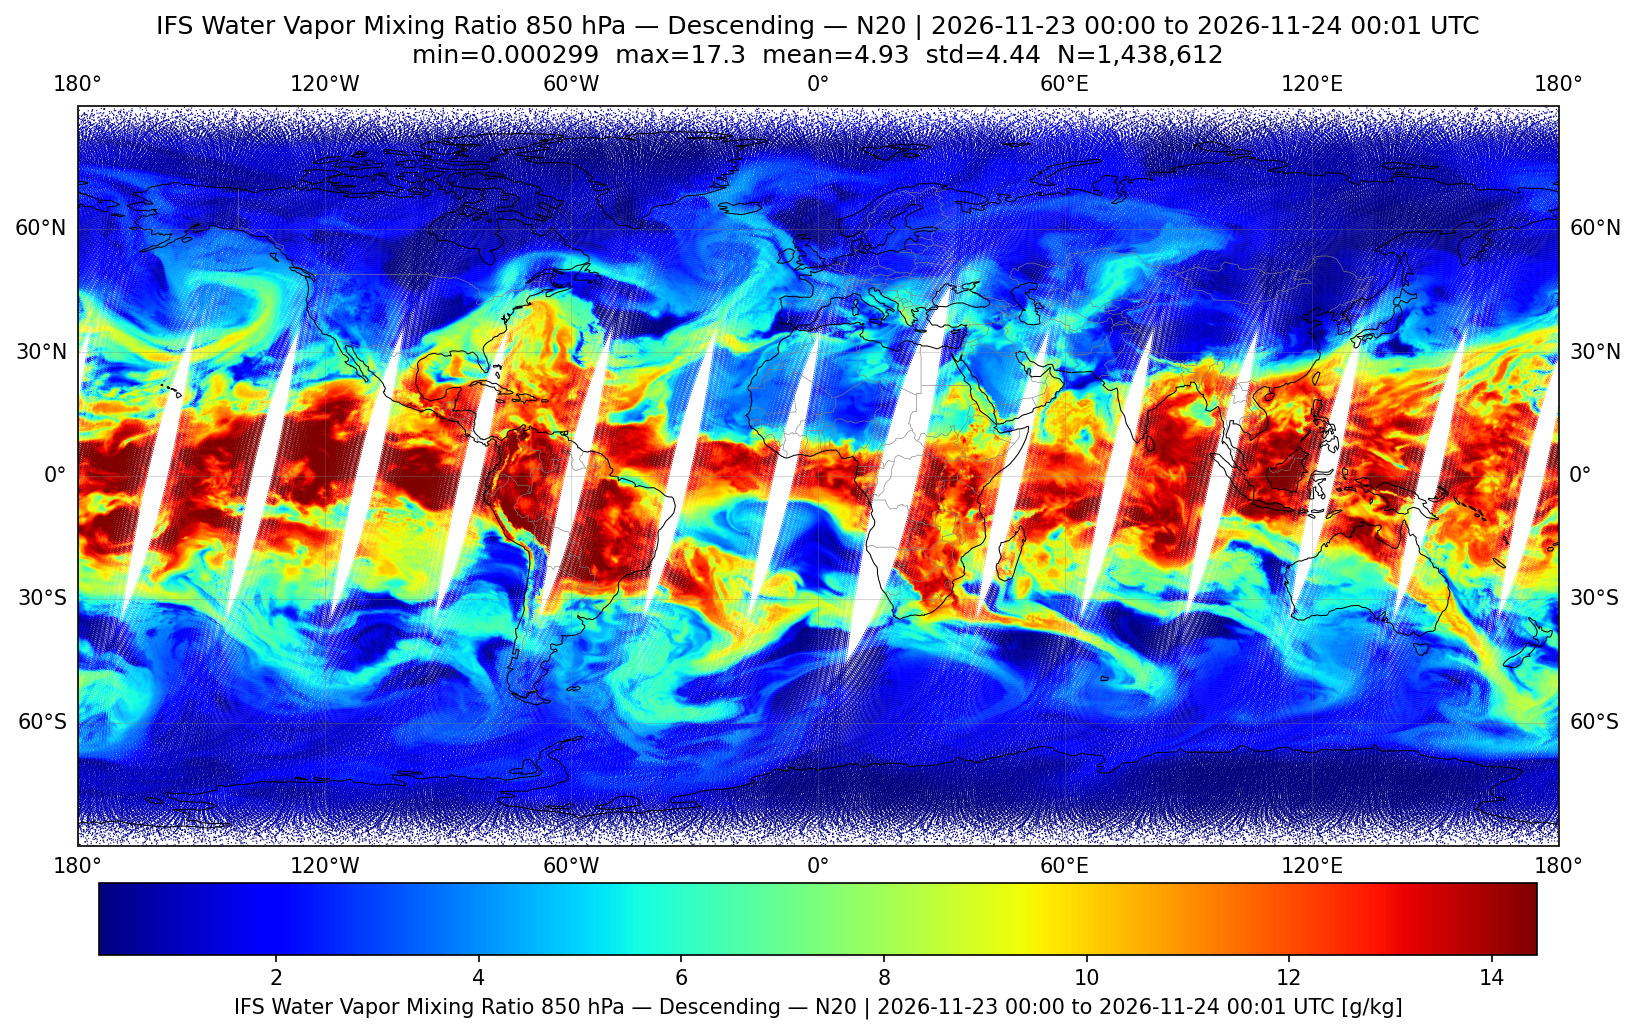 IFS Water Vapor Mixing Ratio 850 hPa — Descending — N20 | 2026-11-23 00:00 to 2026-11-24 00:01 UTC
min=0.000299 max=17.3 mean=4.93 std=4.44 N=1,438,612
180° 120°W 60°W 0° 60°E 120°E 180°
60°N 60°N
30°N 30°N
0° 0°
30°S 30°S
60°S 60°S
180° 120°W 60°W 0° 60°E 120°E 180°
2 4 6 8 10 12 14
IFS Water Vapor Mixing Ratio 850 hPa — Descending — N20 | 2026-11-23 00:00 to 2026-11-24 00:01 UTC [g/kg]